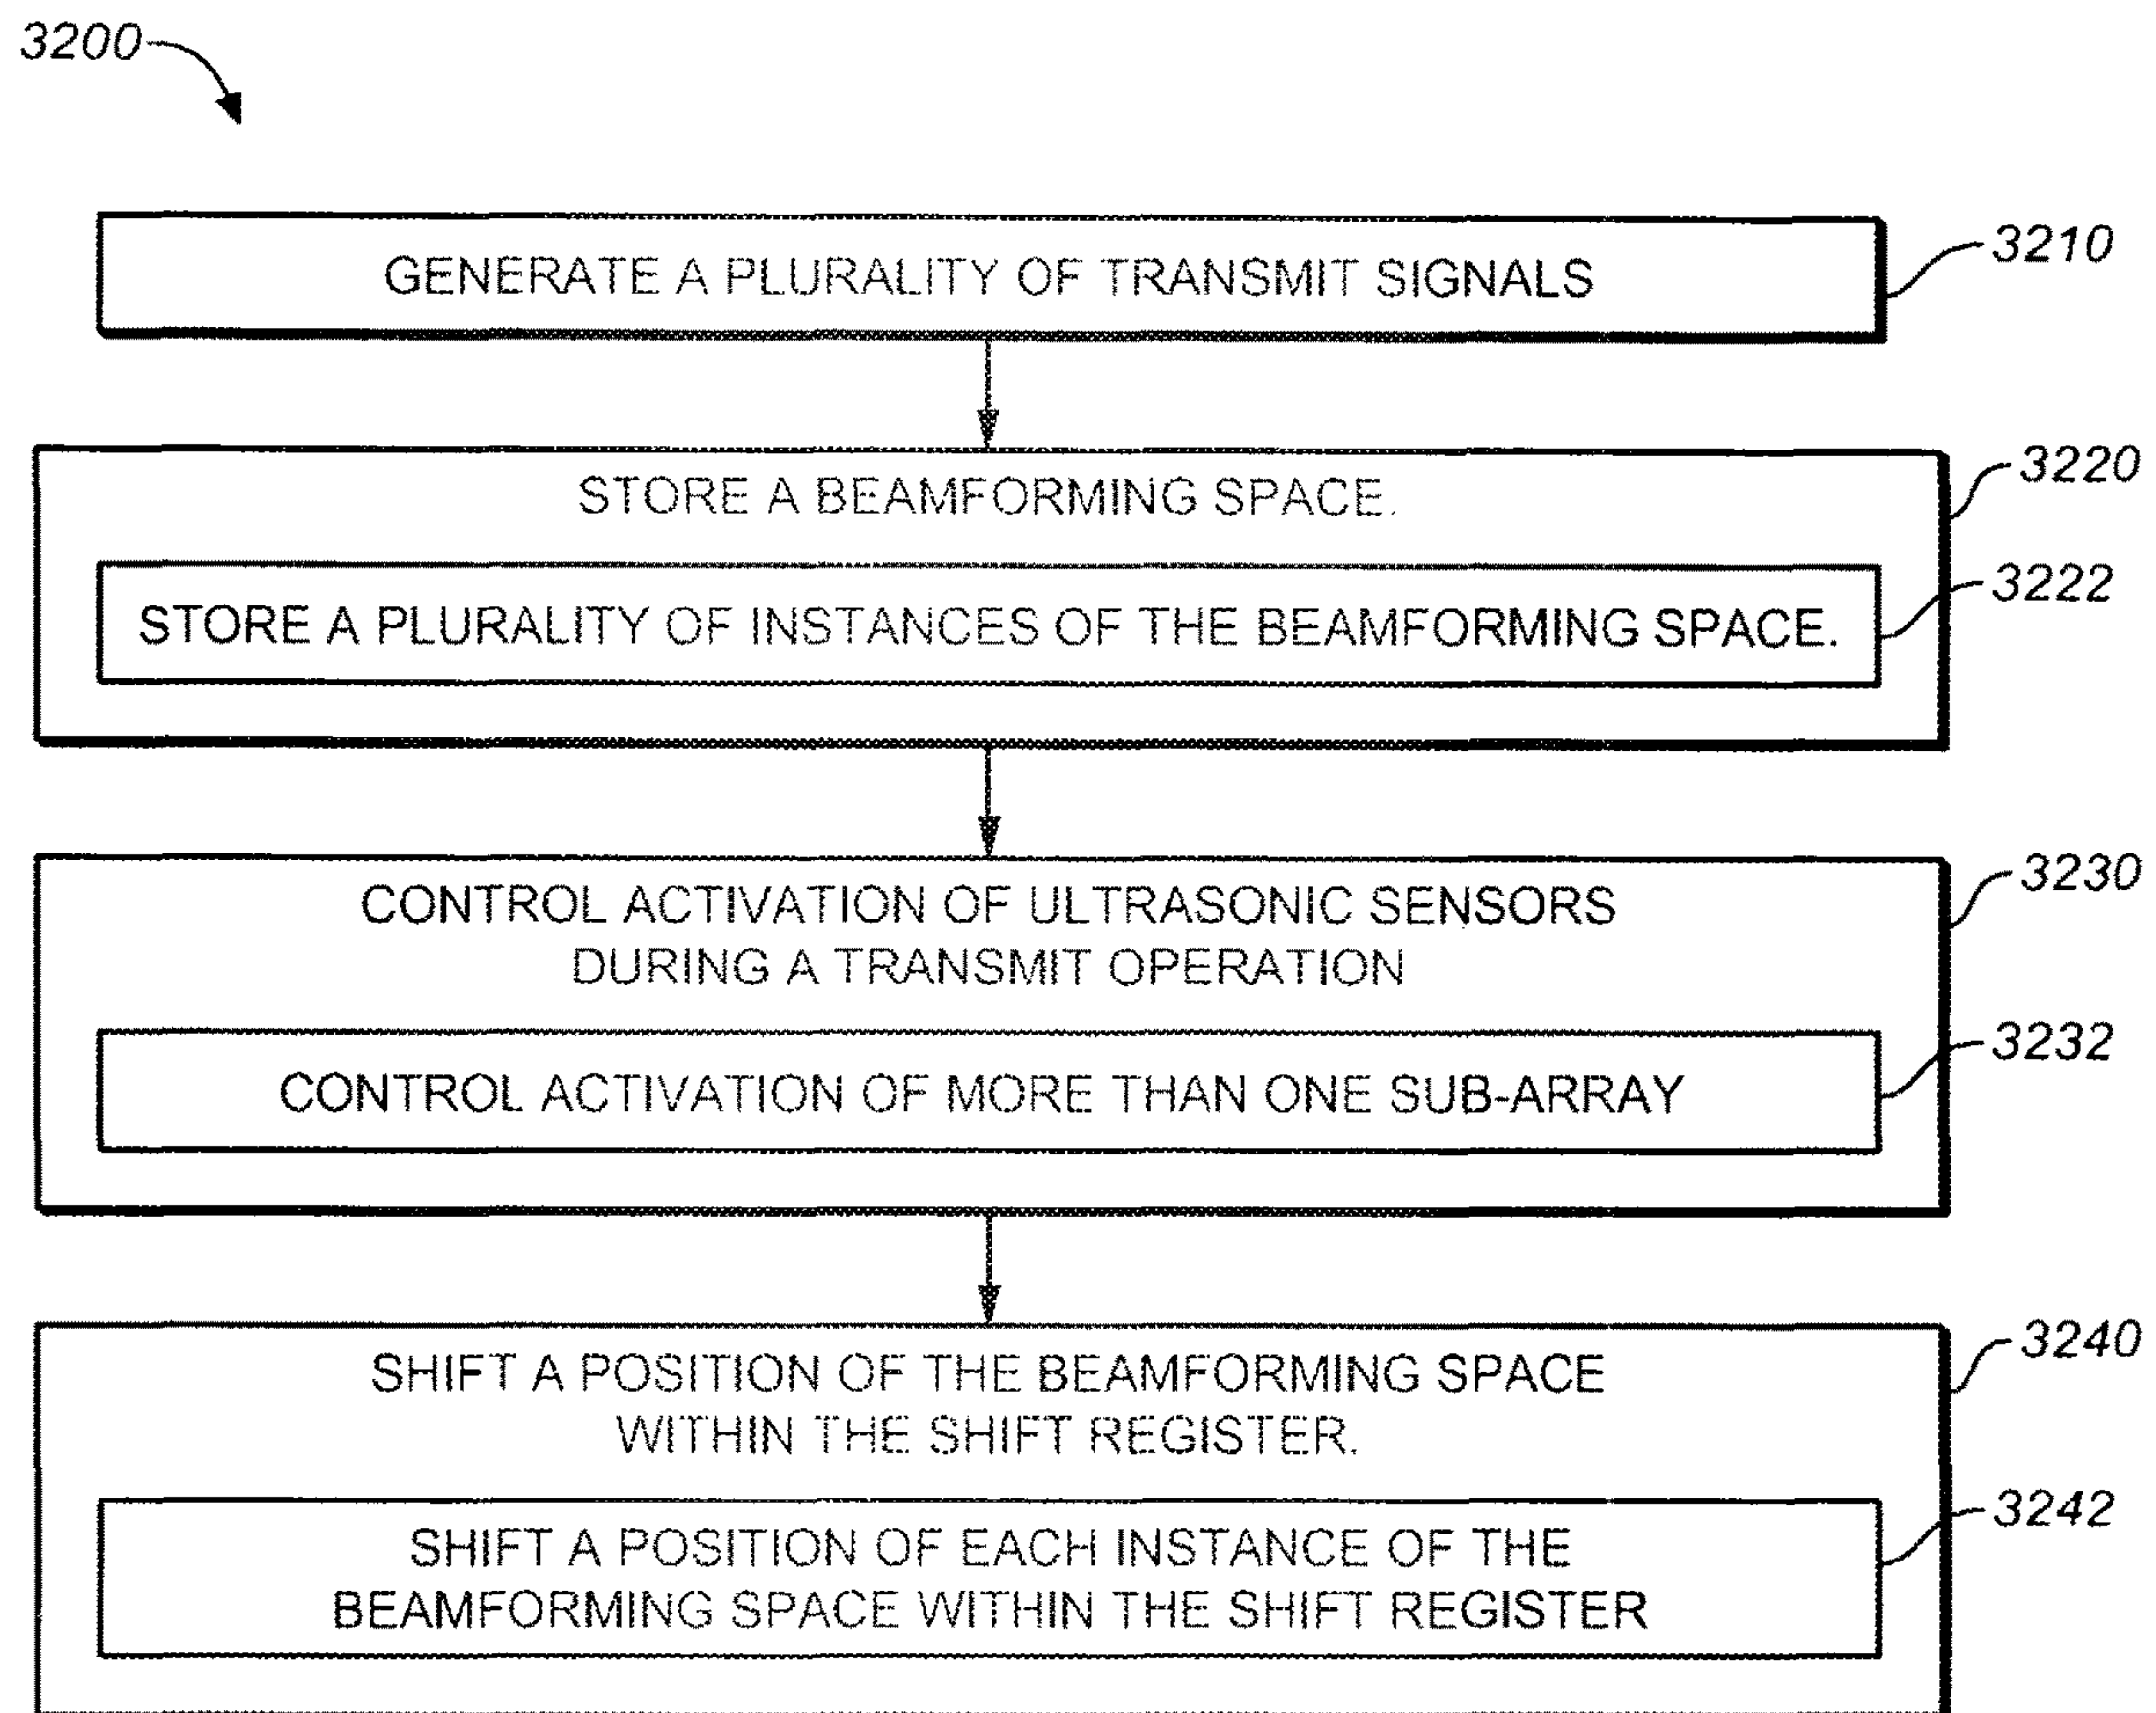 3200
GENERATE A PLURALITY OF TRANSMIT SIGNALS
3210
STORE A BEAMFORMING SPACE.
3220
STORE A PLURALITY OF INSTANCES OF THE BEAMFORMING SPACE.
3222
CONTROL ACTIVATION OF ULTRASONIC SENSORS
DURING A TRANSMIT OPERATION
3230
CONTROL ACTIVATION OF MORE THAN ONE SUB-ARRAY
3232
SHIFT A POSITION OF THE BEAMFORMING SPACE
WITHIN THE SHIFT REGISTER.
3240
SHIFT A POSITION OF EACH INSTANCE OF THE
BEAMFORMING SPACE WITHIN THE SHIFT REGISTER
3242